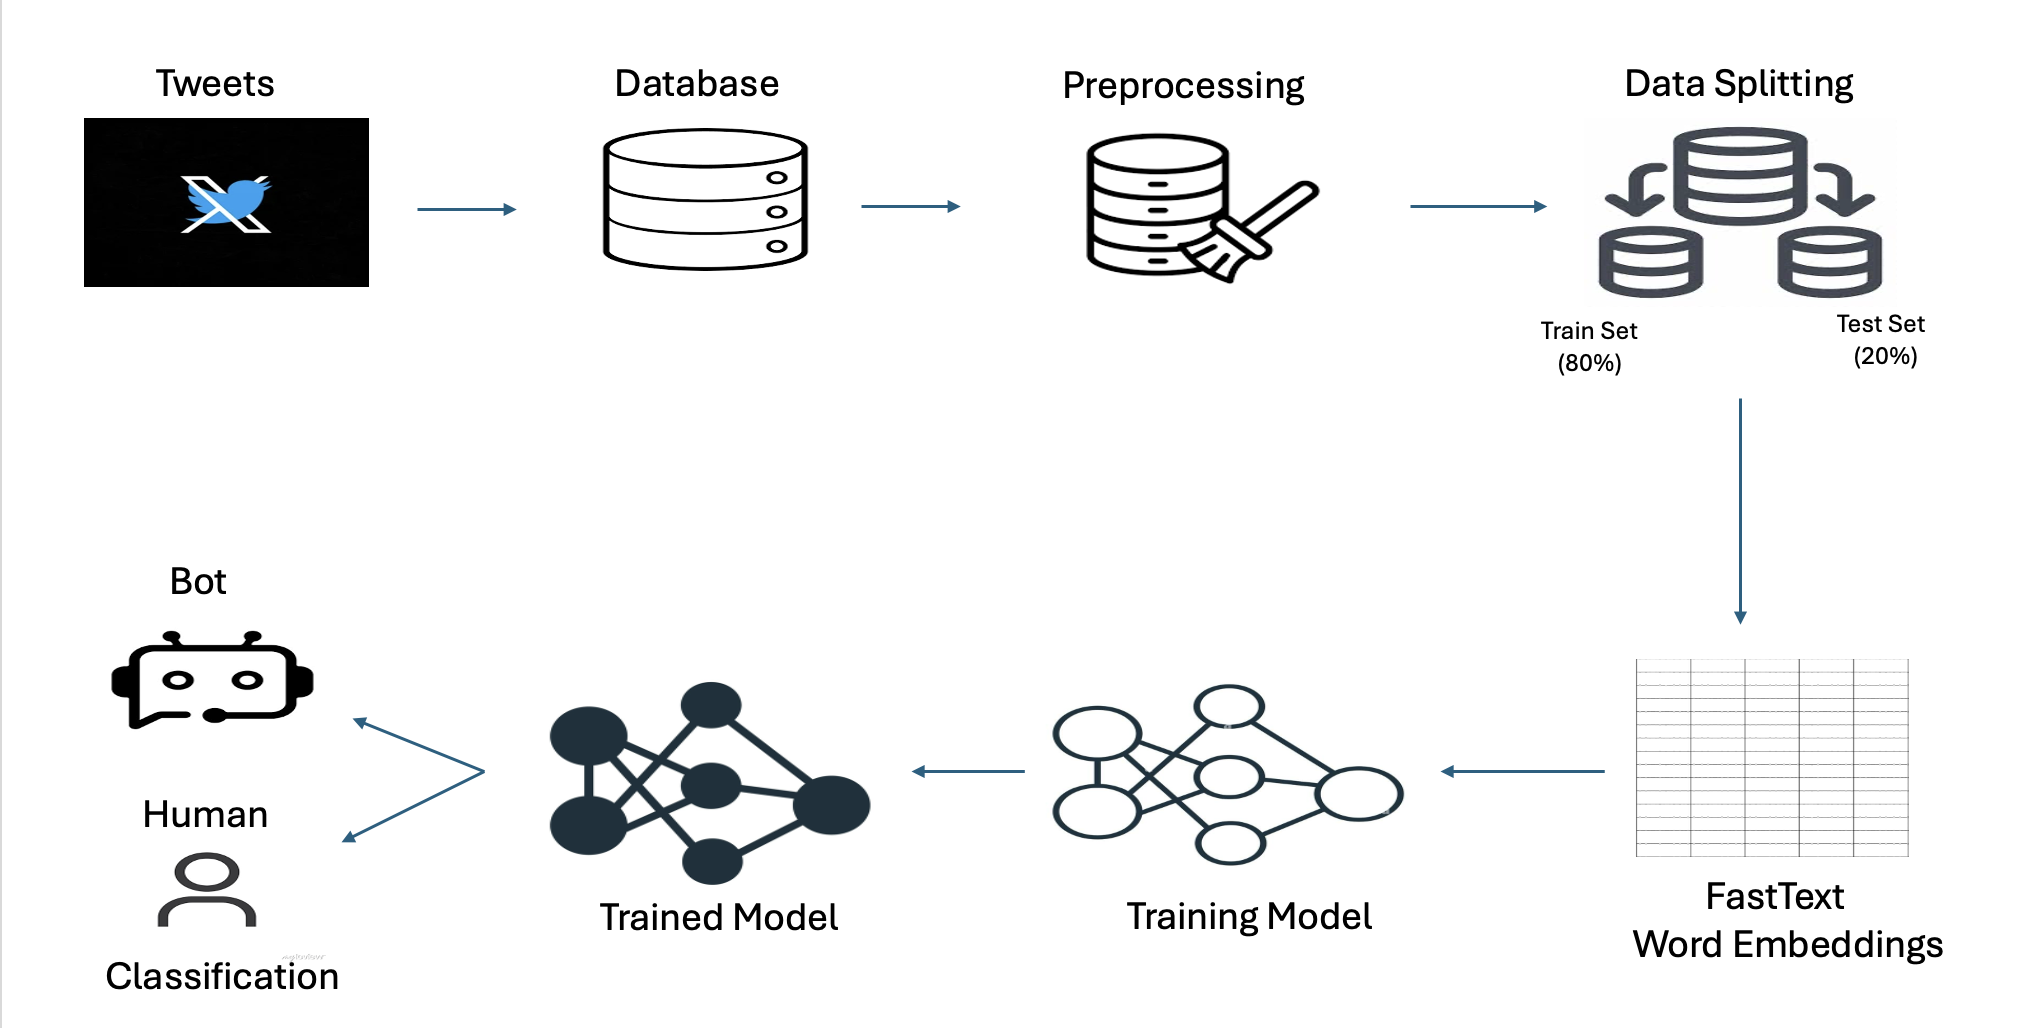 Tweets
Database
Preprocessing
Data Splitting
Train Set
(80%)
Test Set
(20%)
Bot
Human
Classification
Trained Model
Training Model
FastText
Word Embeddings